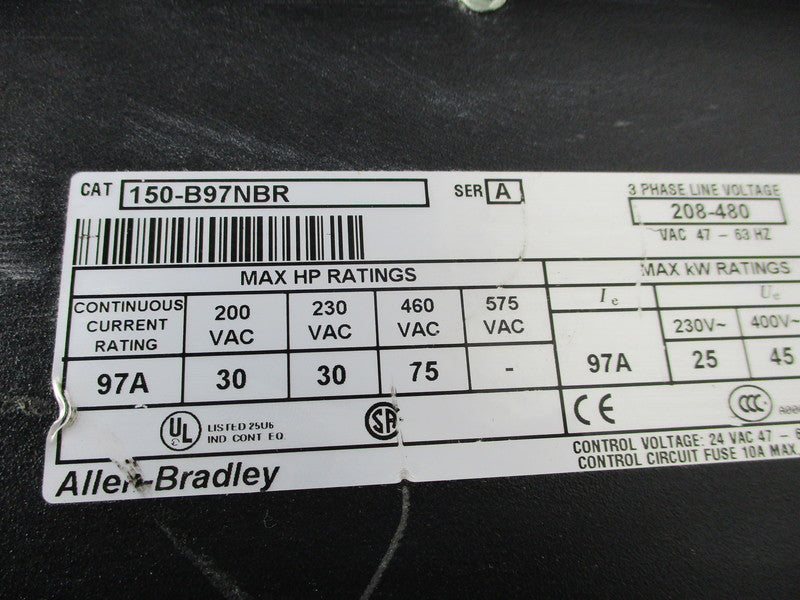 CAT 150-B97NBR SER A 3 PHASE LINE VOLTAGE
208-480
VAC 47 - 63 HZ
MAX HP RATINGS MAX kW RATINGS
CONTINUOUS CURRENT RATING 200 VAC 230 VAC 460 VAC 575 VAC Ie Ue
230V~ 400V~
97A 30 30 75 - 97A 25 45
UL LISTED 25U6 SA CE CCC
IND CONT EQ
CONTROL VOLTAGE: 24 VAC 47 -
Allen-Bradley CONTROL CIRCUIT FUSE 10A MAX